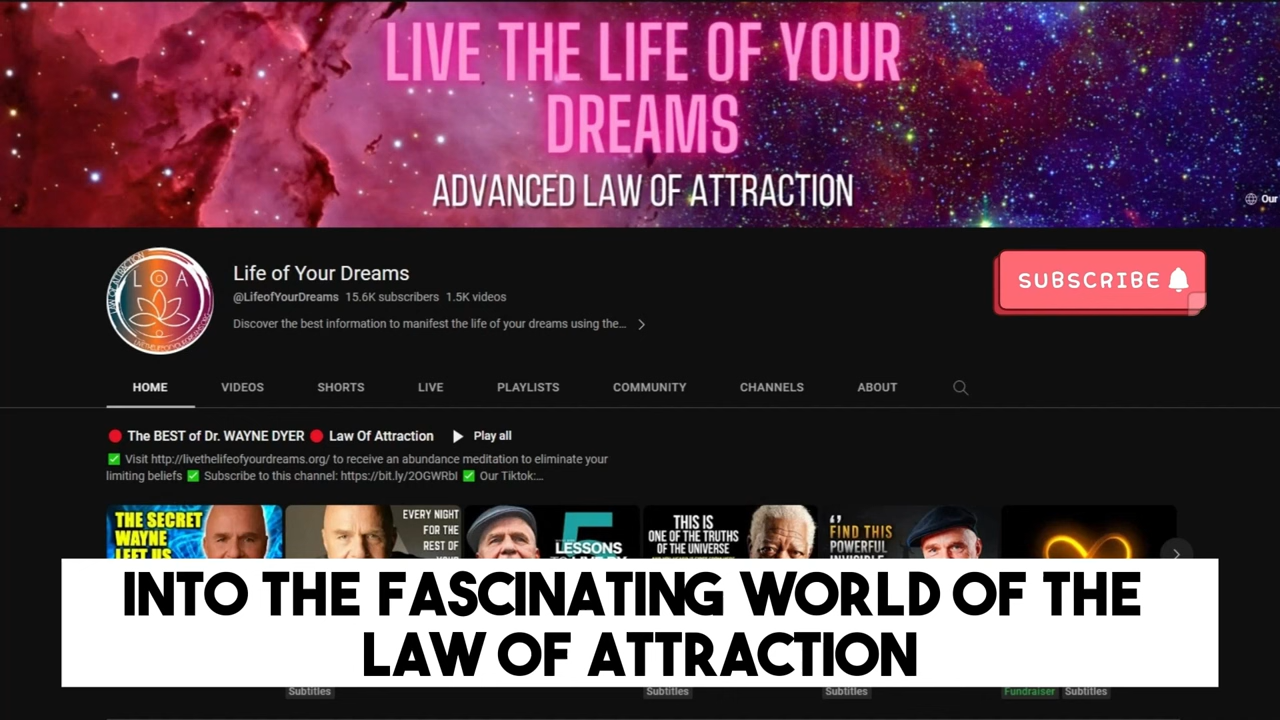 LIVE THE LIFE OF YOUR
DREAMS
ADVANCED LAW OF ATTRACTION
Our
LAW OF ATTRACTION
L O A
Life of Your Dreams
@LifeofYourDreams 15.6K subscribers 1.5K videos
Discover the best information to manifest the life of your dreams using the...
SUBSCRIBE
HOME VIDEOS SHORTS LIVE PLAYLISTS COMMUNITY CHANNELS ABOUT
The BEST of Dr. WAYNE DYER Law Of Attraction Play all
Visit http://livethelifeofyourdreams.org/ to receive an abundance meditation to eliminate your
limiting beliefs Subscribe to this channel: https://bit.ly/2OGWRbI Our Tiktok:...
THE SECRET
WAYNE
LEFT US
EVERY NIGHT
FOR THE
REST OF
5
LESSONS
THIS IS
ONE OF THE TRUTHS
OF THE UNIVERSE
FIND THIS
POWERFUL
INTO THE FASCINATING WORLD OF THE
LAW OF ATTRACTION
Subtitles
Subtitles
Subtitles
Fundraiser Subtitles